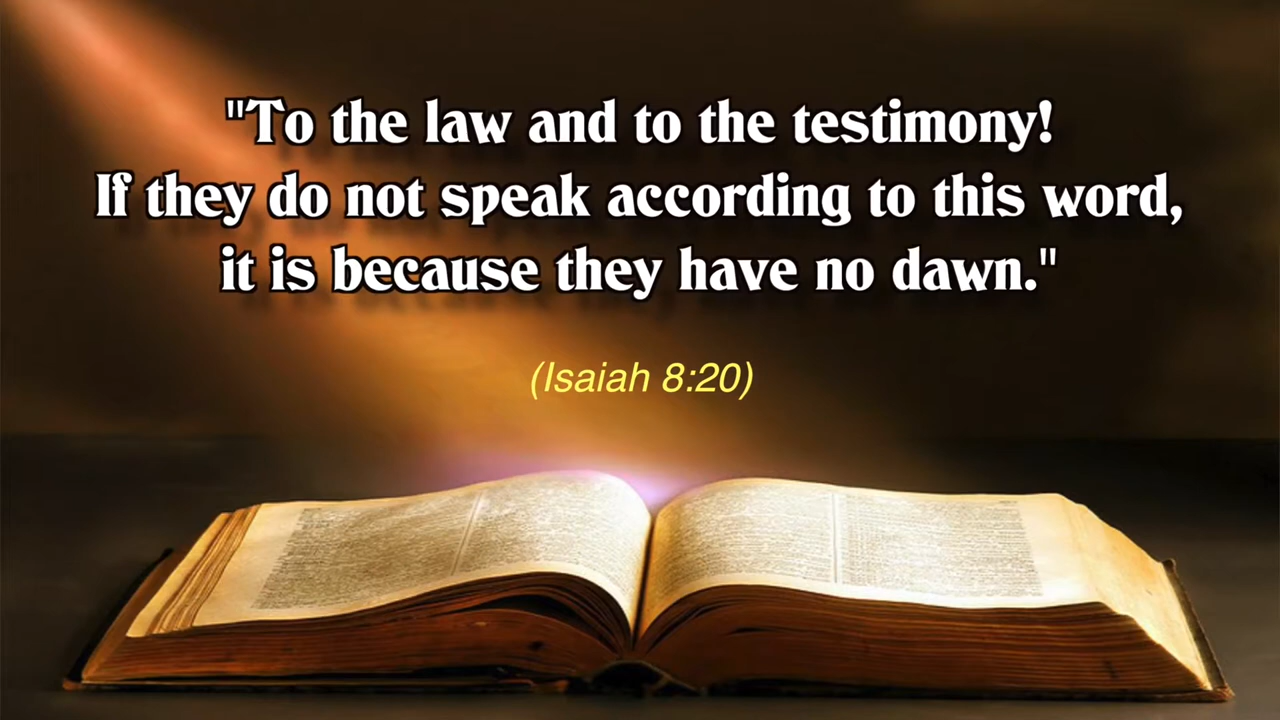 "To the law and to the testimony!
If they do not speak according to this word,
it is because they have no dawn."
(Isaiah 8:20)